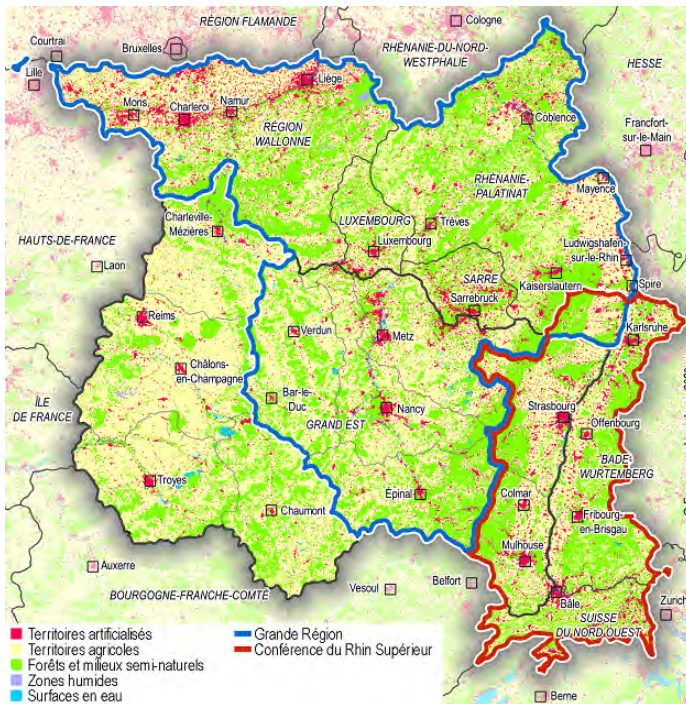 RÉGION FLAMANDE
Cologne
Courtrai
Bruxelles
RHÉNANIE-DU-NORD-
WESTPHALIE
HESSE
Lille
Liège
Mons
Namur
Charleroi
Coblence
RÉGION
WALLONNE
Francfort-
sur-le-Main
RHÉNANIE-
PALATINAT
Mayence
Charleville-
Mézières
LUXEMBOURG
Trèves
HAUTS-DE-FRANCE
Luxembourg
Ludwigshafen-
sur-le-Rhin
Laon
SARRE
Kaiserslautern
Spire
Sarrebruck
Reims
Verdun
Metz
Karlsruhe
Châlons-
en-Champagne
ÎLE
DE FRANCE
Bar-le-
Duc
Nancy
GRAND EST
Strasbourg
Offenbourg
BADE-
WURTEMBERG
Troyes
Épinal
Colmar
Chaumont
Fribourg-
en-Brisgau
Mulhouse
Auxerre
BOURGOGNE-FRANCHE-COMTÉ
Vesoul
Belfort
Bâle
Zurich
SUISSE
DU NORD OUEST
Berne
Territoires artificialisés
Territoires agricoles
Forêts et milieux semi-naturels
Zones humides
Surfaces en eau
Grande Région
Conférence du Rhin Supérieur